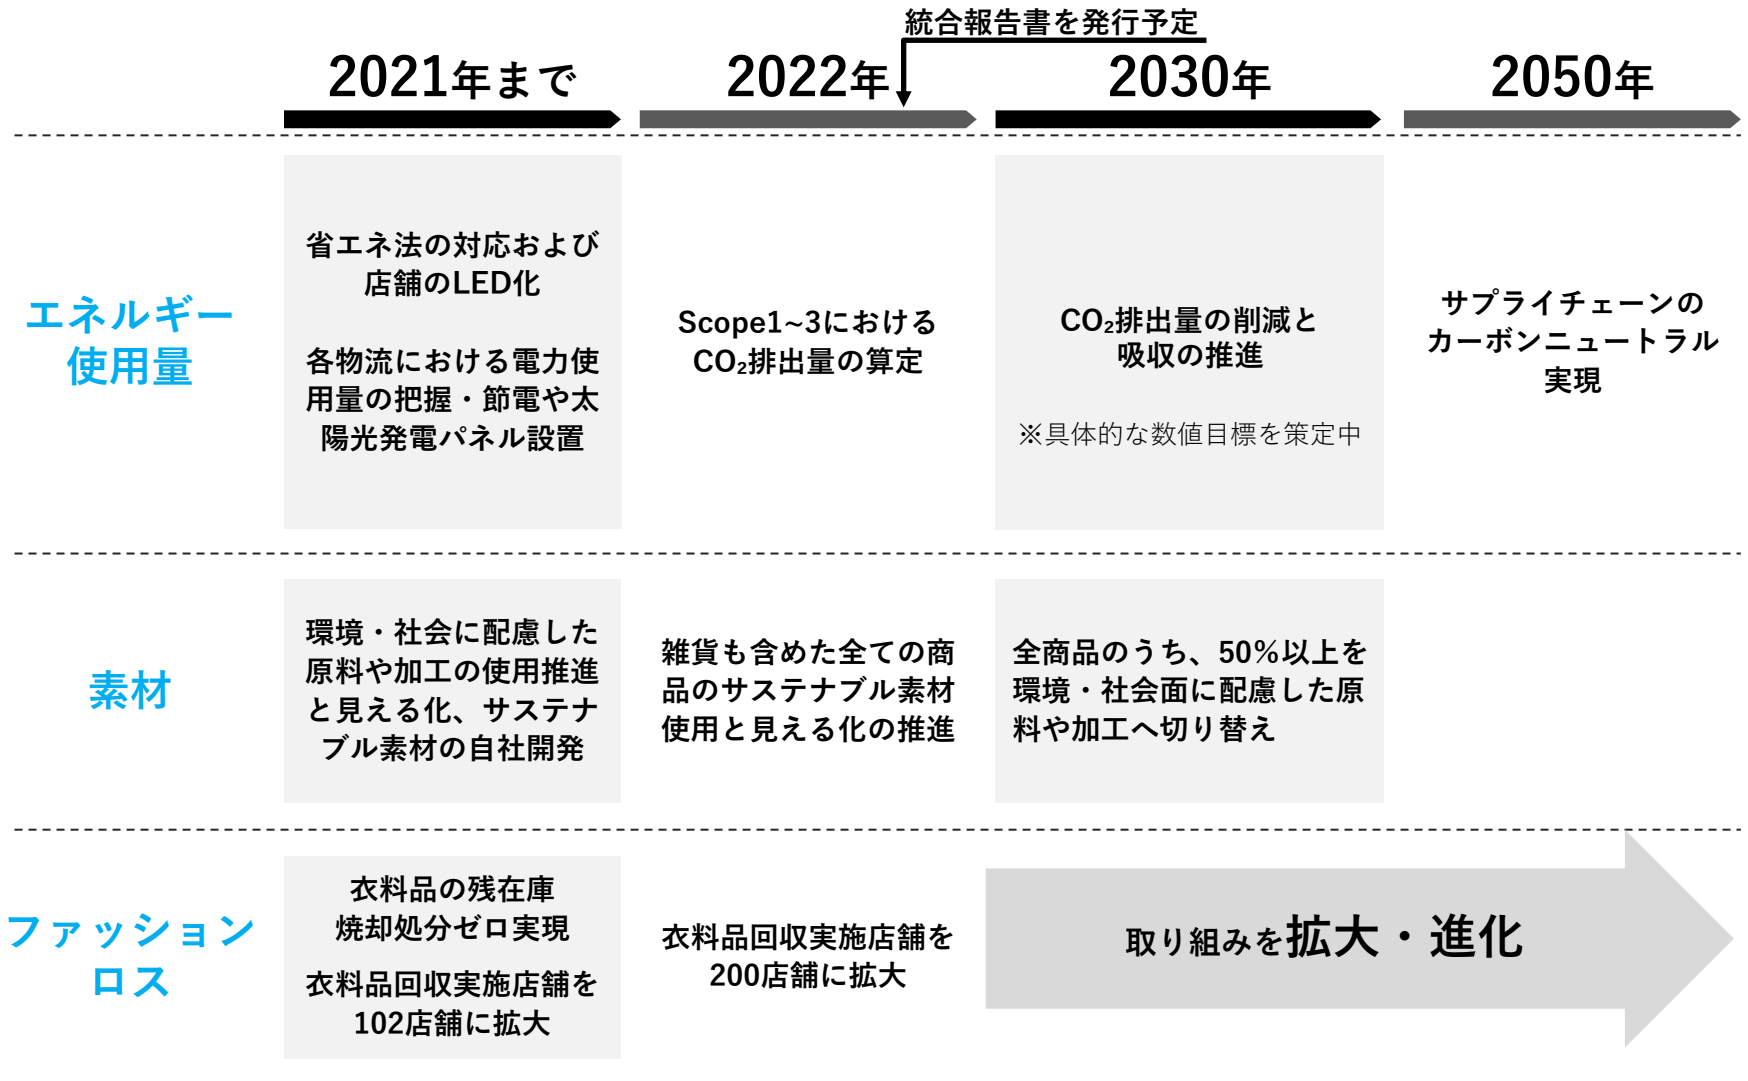 統合報告書を発行予定
2021年まで
2022年
2030年
2050年
エネルギー
使用量
省エネ法の対応および
店舗のLED化
各物流における電力使
用量の把握・節電や太
陽光発電パネル設置
Scope1~3における
CO₂排出量の算定
CO₂排出量の削減と
吸収の推進
※具体的な数値目標を策定中
サプライチェーンの
カーボンニュートラル
実現
素材
環境・社会に配慮した
原料や加工の使用推進
と見える化、サステナ
ブル素材の自社開発
雑貨も含めた全ての商
品のサステナブル素材
使用と見える化の推進
全商品のうち、50%以上を
環境・社会面に配慮した原
料や加工へ切り替え
ファッション
ロス
衣料品の残在庫
焼却処分ゼロ実現
衣料品回収実施店舗を
102店舗に拡大
衣料品回収実施店舗を
200店舗に拡大
取り組みを拡大・進化